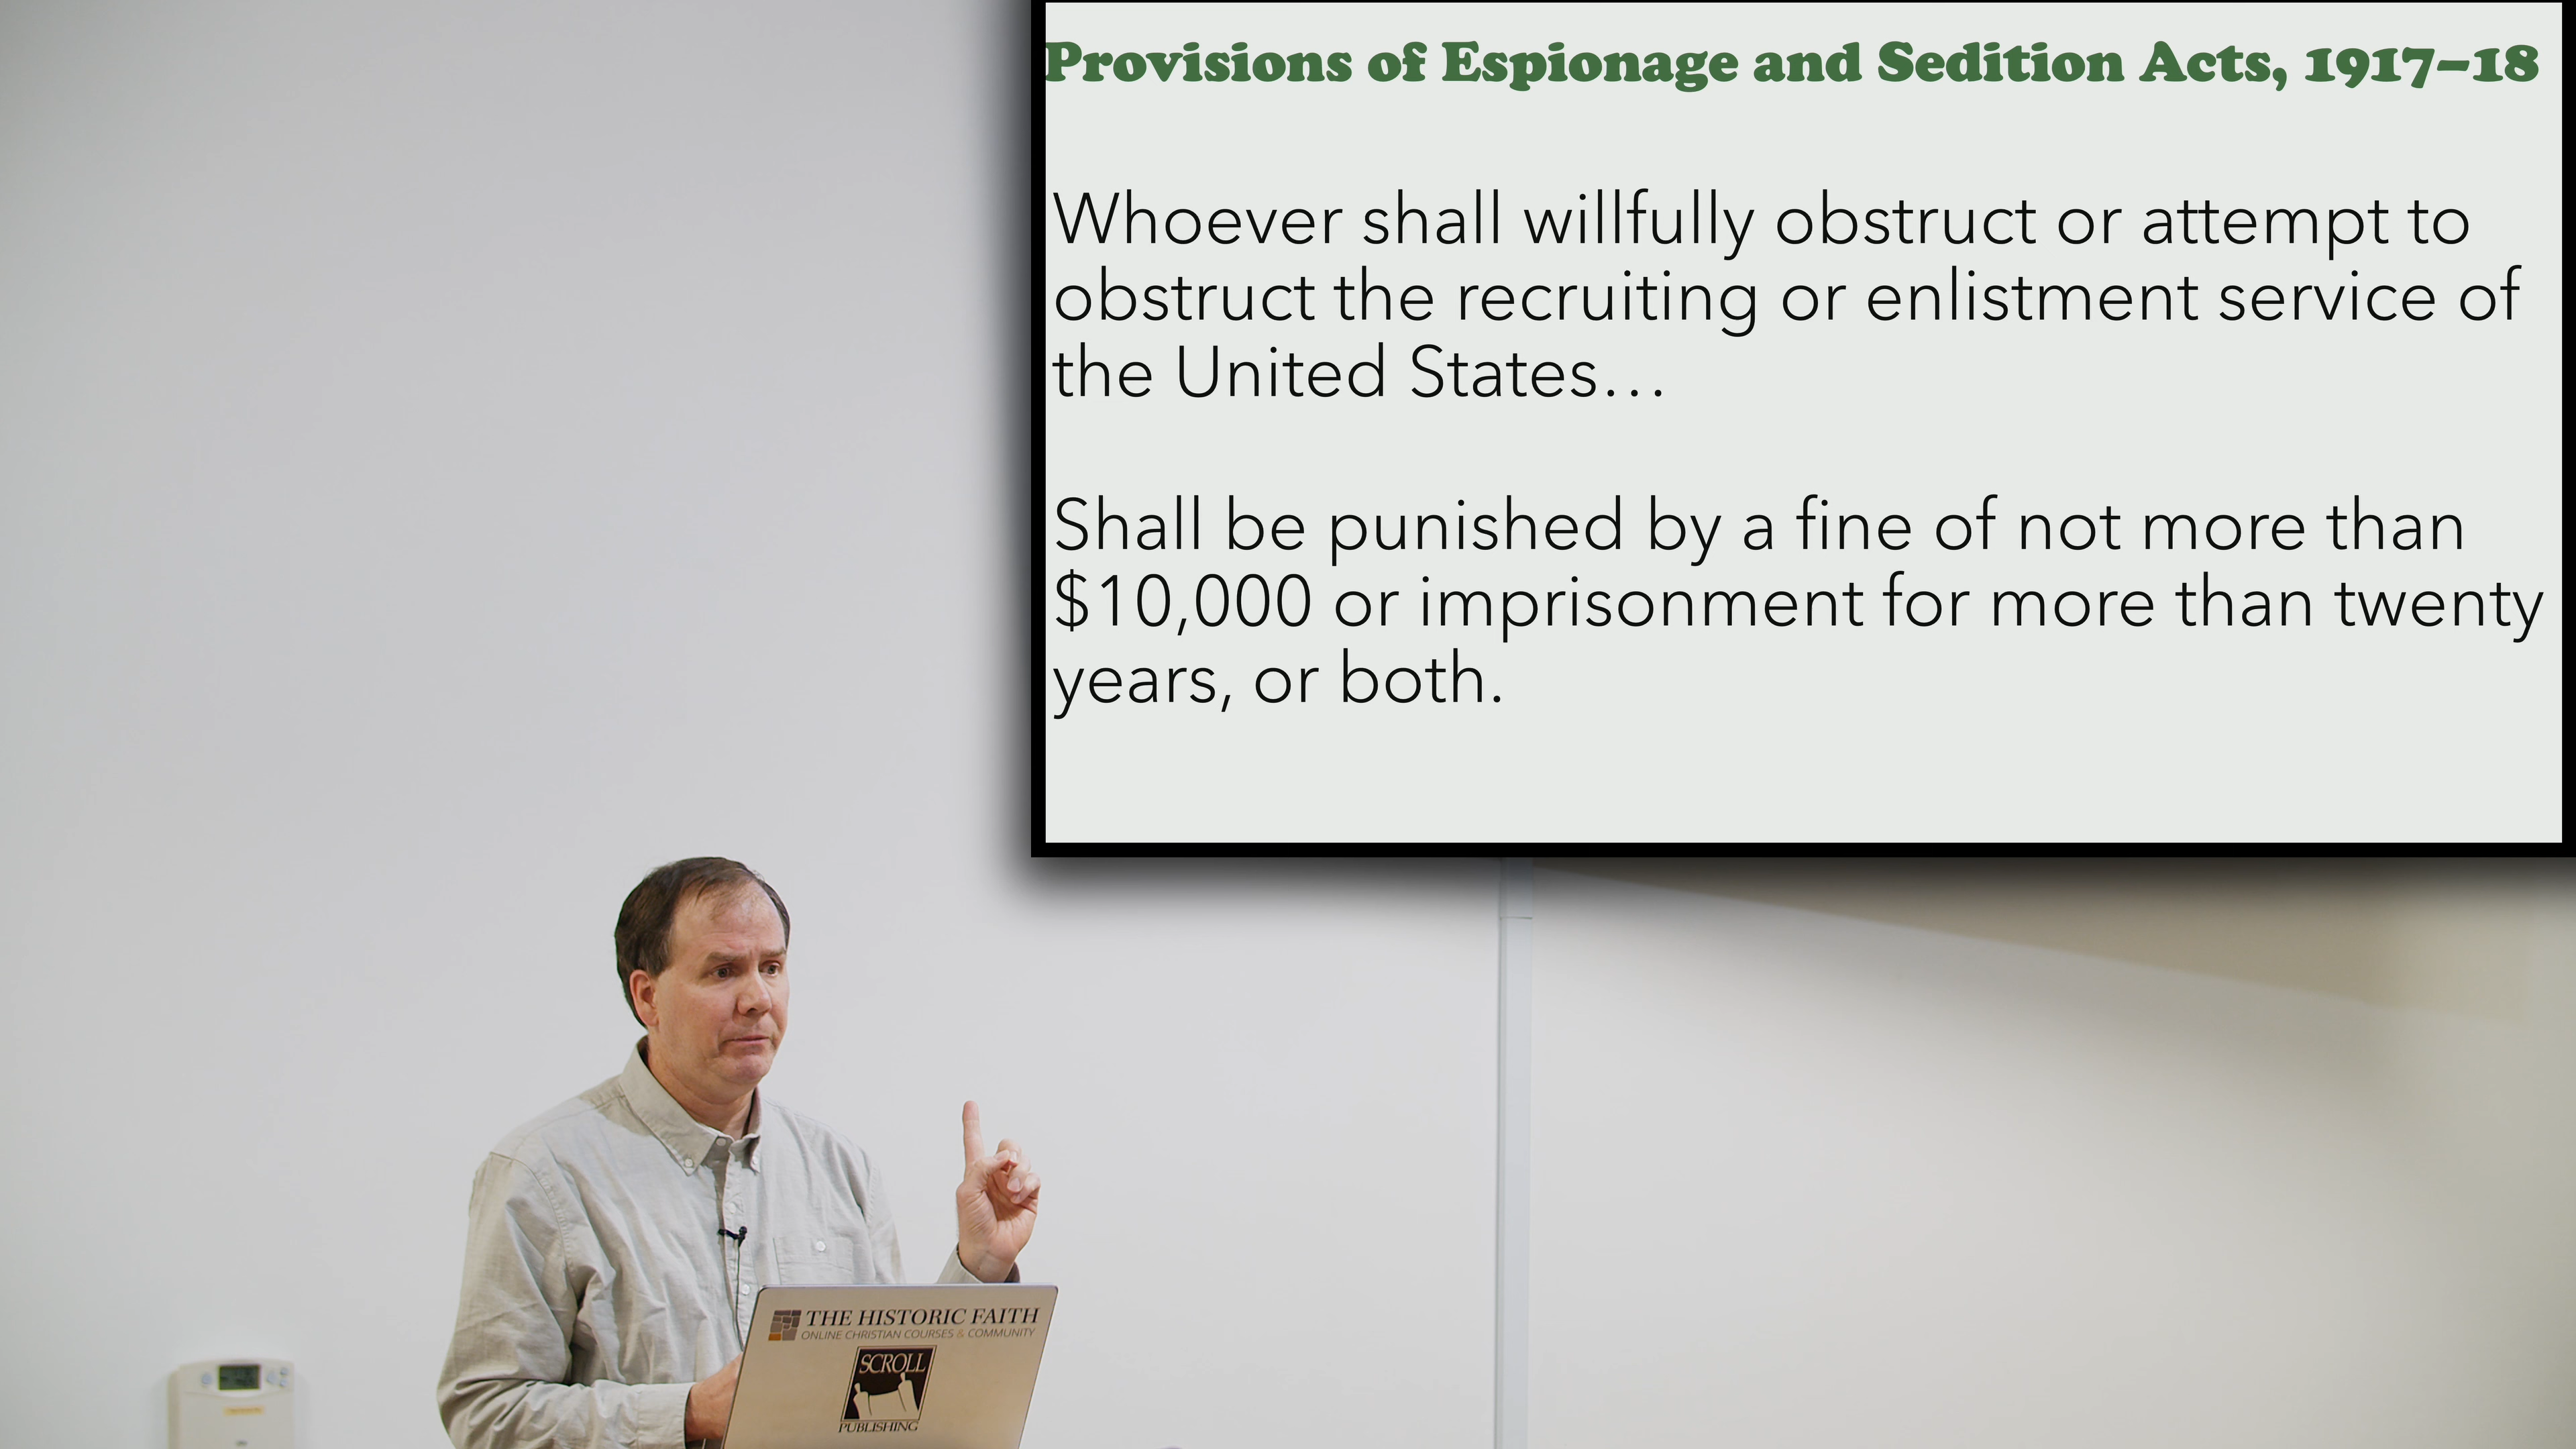 Provisions of Espionage and Sedition Acts, 1917–18
Whoever shall willfully obstruct or attempt to
obstruct the recruiting or enlistment service of
the United States…
Shall be punished by a fine of not more than
$10,000 or imprisonment for more than twenty
years, or both.
THE HISTORIC FAITH
ONLINE CHRISTIAN COURSES & COMMUNITY
SCROLL
PUBLISHING